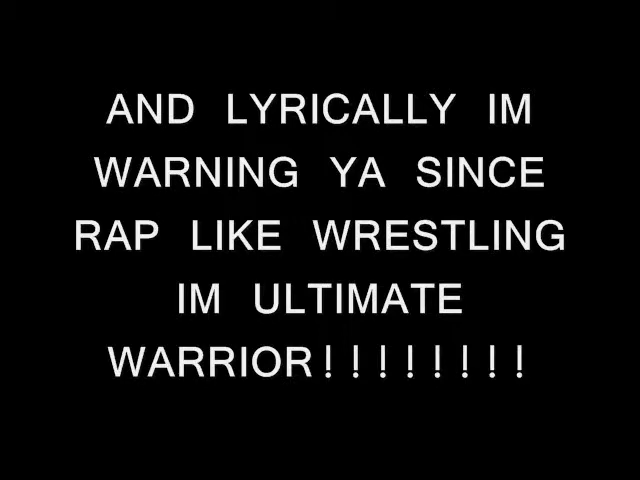 AND LYRICALLY IM
WARNING YA SINCE
RAP LIKE WRESTLING
IM ULTIMATE
WARRIOR!!!!!!!!